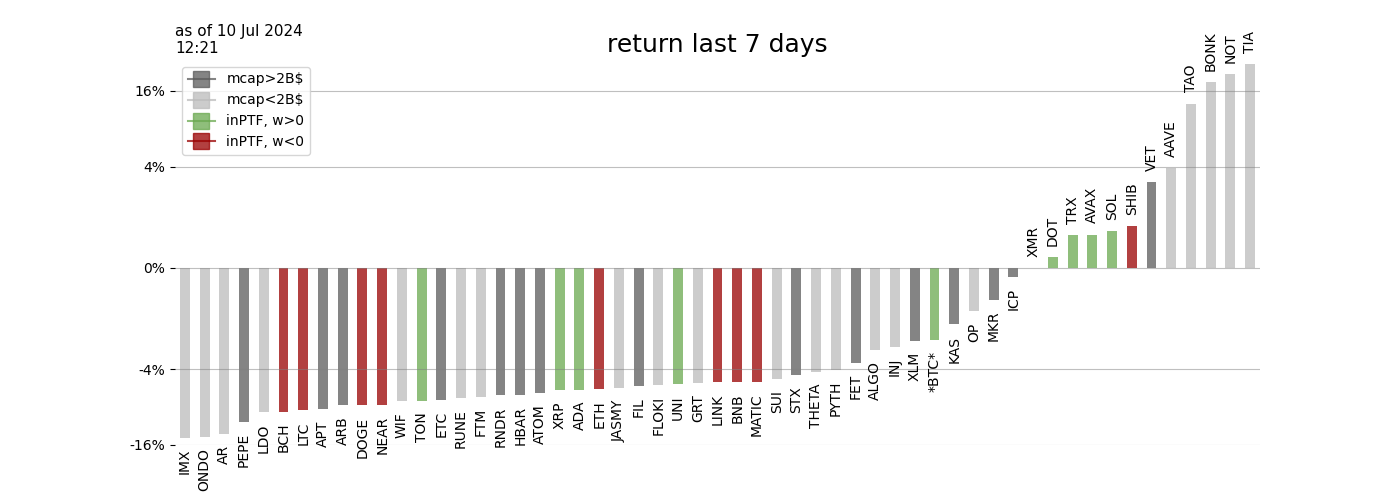 as of 10 Jul 2024
12:21
return last 7 days
mcap>2B$
mcap<2B$
inPTF, w>0
inPTF, w<0
16%
4%
0%
-4%
-16%
IMX
ONDO
AR
PEPE
LDO
BCH
LTC
APT
ARB
DOGE
NEAR
WIF
TON
ETC
RUNE
FTM
RNDR
HBAR
ATOM
XRP
ADA
ETH
JASMY
FIL
FLOKI
UNI
GRT
LINK
BNB
MATIC
SUI
STX
THETA
PYTH
FET
ALGO
INJ
XLM
*BTC*
KAS
OP
MKR
ICP
XMR
DOT
TRX
AVAX
SOL
SHIB
VET
AAVE
TAO
BONK
NOT
TIA